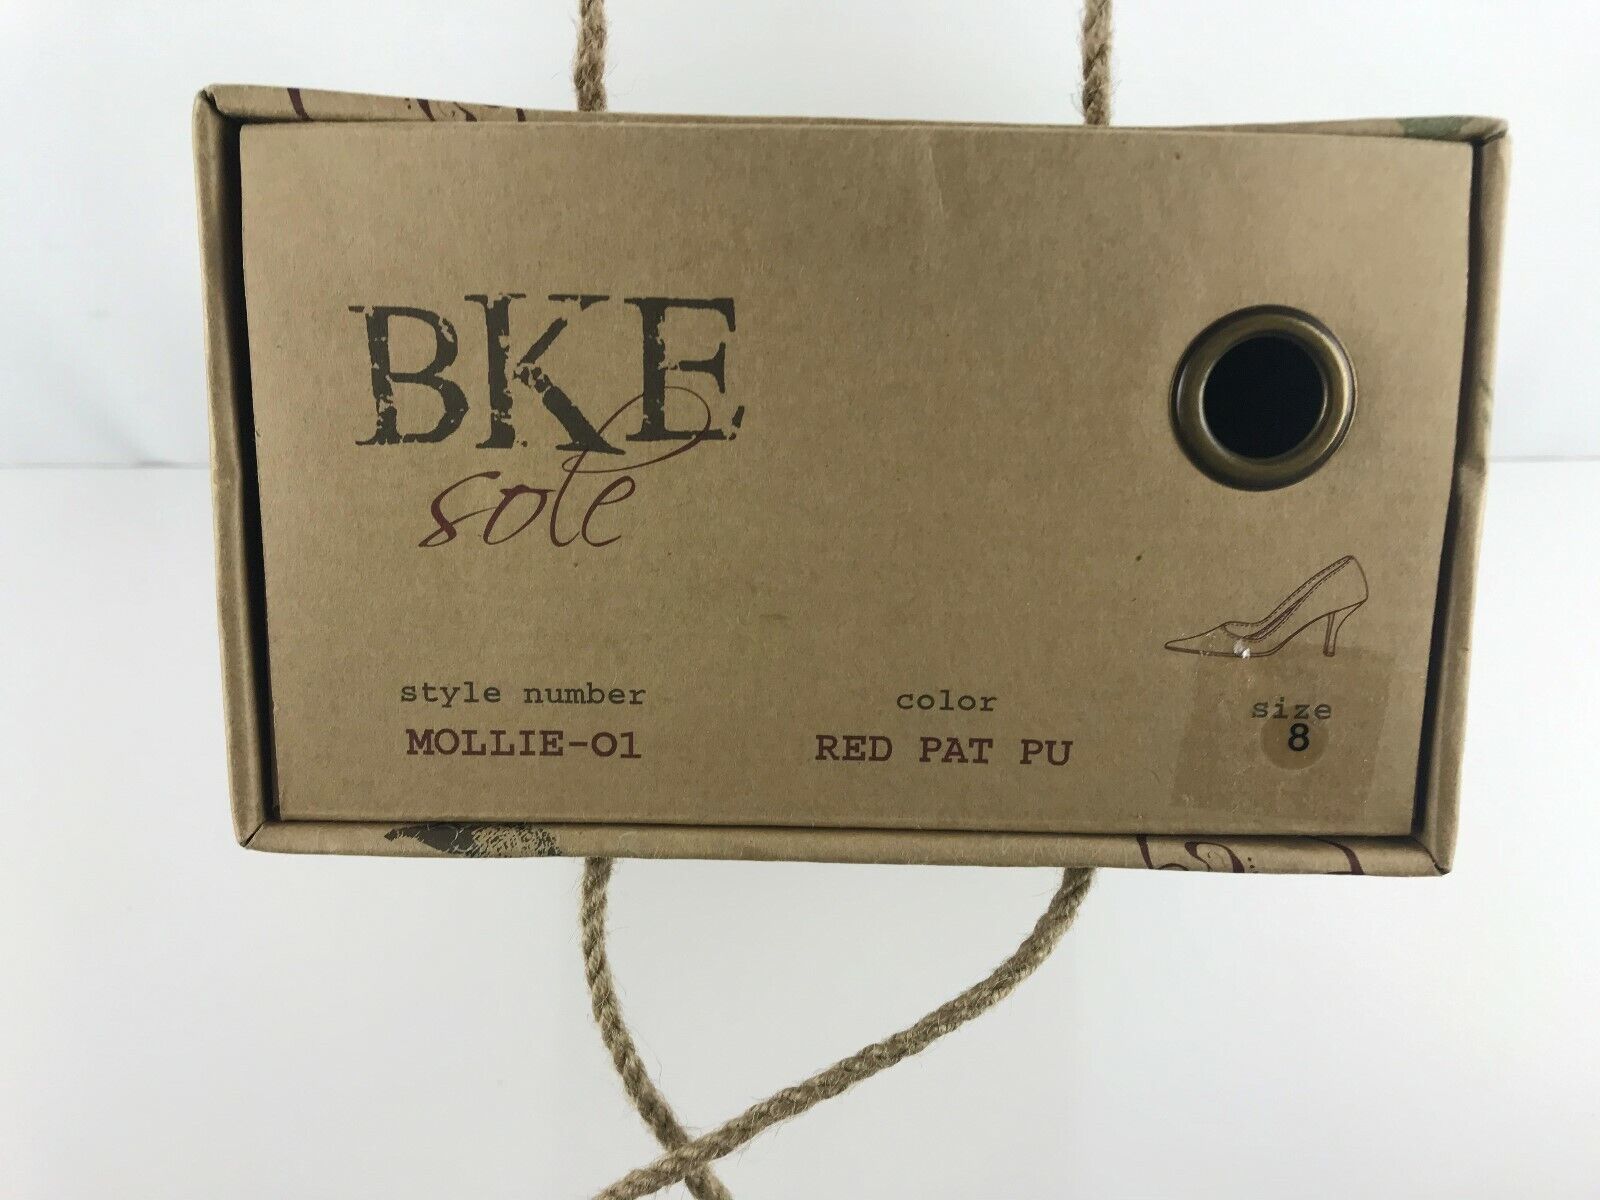 BKE
sole
style number
MOLLIE-01
color
RED PAT PU
size
8